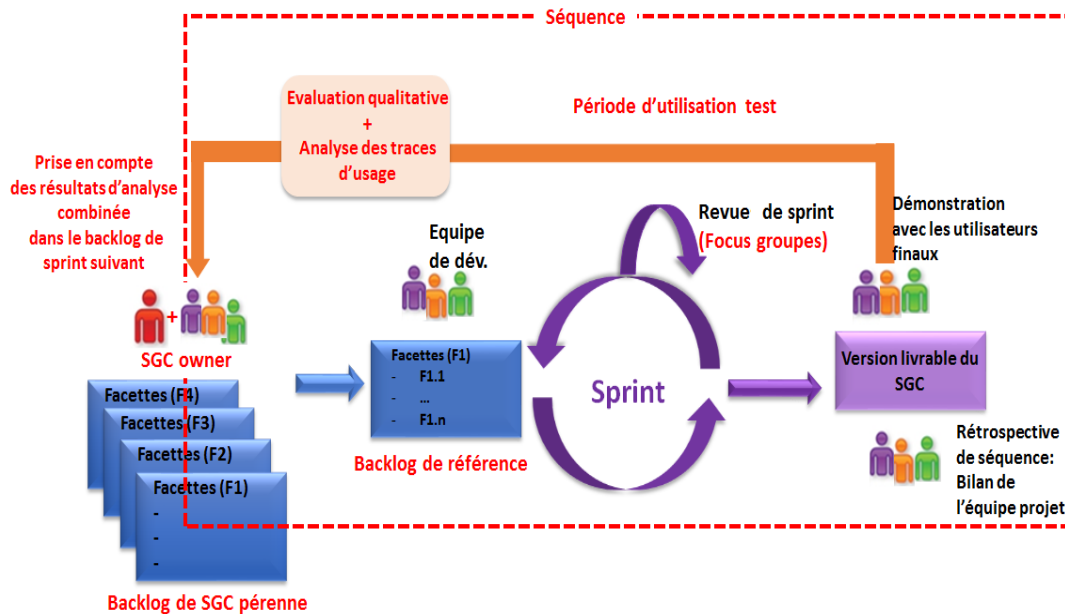 Séquence
Evaluation qualitative
+
Analyse des traces
d’usage
Période d’utilisation test
Prise en compte
des résultats d’analyse
combinée
dans le backlog de
sprint suivant
+
SGC owner
Equipe
de dév.
Revue de sprint
(Focus groupes)
Démonstration
avec les utilisateurs
finaux
Facettes (F4)
Facettes (F3)
Facettes (F2)
Facettes (F1)
-
-
-
Backlog de SGC pérenne
Facettes (F1)
- F1.1
- ...
- F1.n
Backlog de référence
Sprint
Version livrable du
SGC
Rétrospective
de séquence:
Bilan de
l’équipe projet